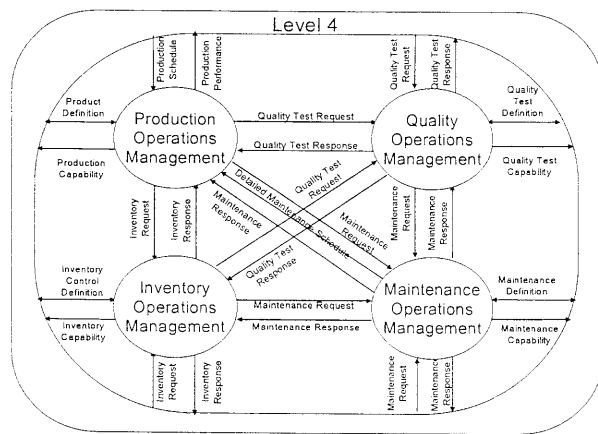 Level 4
Production
Schedule
Production
Performance
Quality Test
Request
Quality Test
Response
Product
Definition
Production
Capability
Production
Operations
Management
Quality Test Request
Quality Test Response
Quality
Operations
Management
Quality
Test
Definition
Quality Test
Capability
Inventory
Request
Inventory
Response
Maintenance
Response
Detailed Maintenance Schedule
Quality Test
Request
Maintenance
Request
Quality Test
Response
Maintenance
Request
Maintenance
Response
Inventory
Control
Definition
Inventory
Capability
Inventory
Operations
Management
Maintenance Request
Maintenance Response
Maintenance
Operations
Management
Maintenance
Definition
Maintenance
Capability
Inventory
Request
Inventory
Response
Maintenance
Request
Maintenance
Response